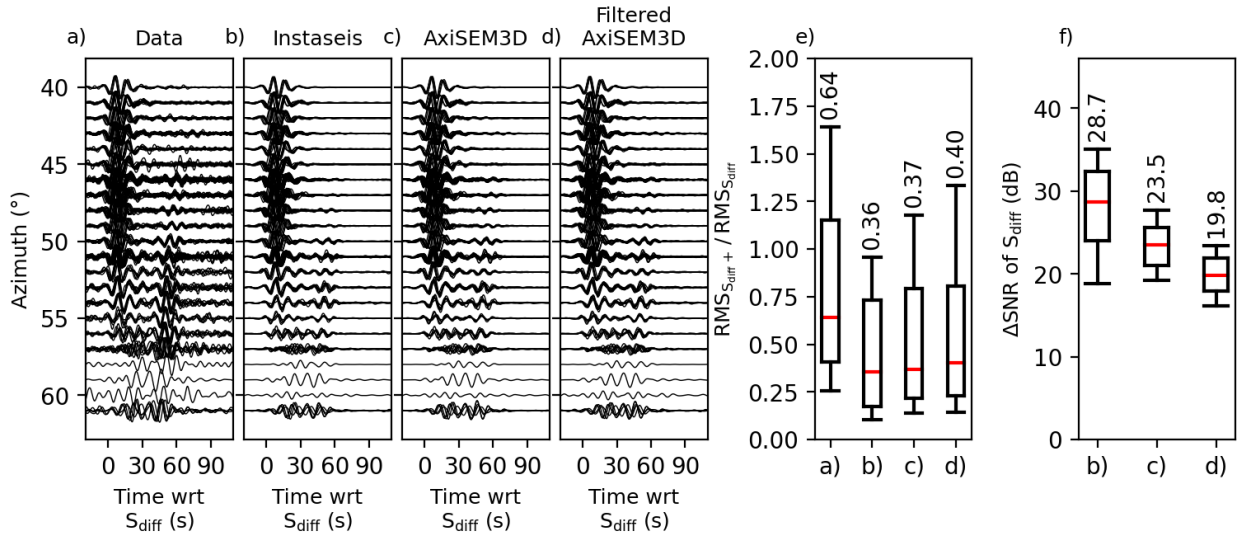 a) Data
b) Instaseis
c) AxiSEM3D
d) Filtered
AxiSEM3D
e)
f)
Azimuth (°)
40
45
50
55
60
0 30 60 90
0 30 60 90
0 30 60 90
0 30 60 90
Time wrt
S_diff (s)
Time wrt
S_diff (s)
Time wrt
S_diff (s)
Time wrt
S_diff (s)
RMS_S_diff+ / RMS_S_diff
2.00
1.75
1.50
1.25
1.00
0.75
0.50
0.25
0.00
0.64
0.36
0.37
0.40
a) b) c) d)
ΔSNR of S_diff (dB)
40
30
20
10
0
28.7
23.5
19.8
b) c) d)